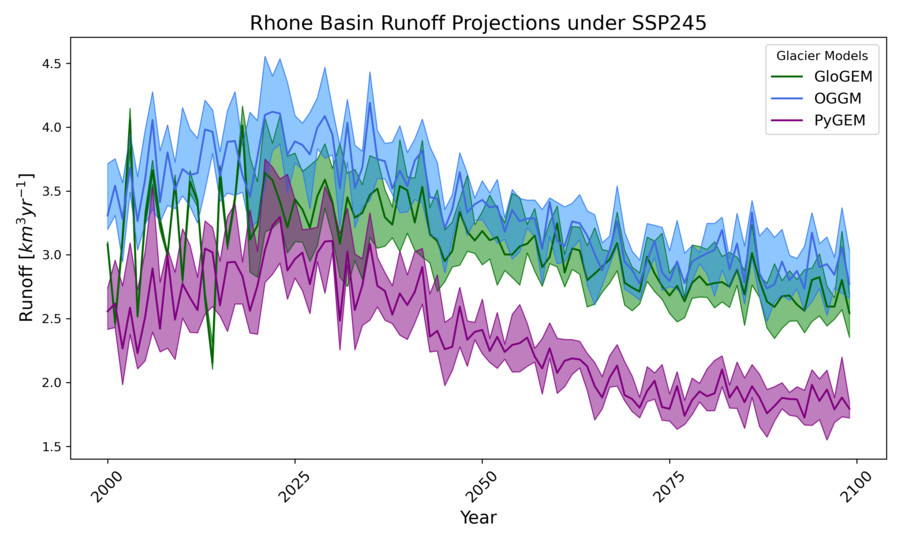 Rhone Basin Runoff Projections under SSP245
Glacier Models
GloGEM
OGGM
PyGEM
Runoff [km³yr⁻¹]
4.5
4.0
3.5
3.0
2.5
2.0
1.5
2000
2025
2050
2075
2100
Year